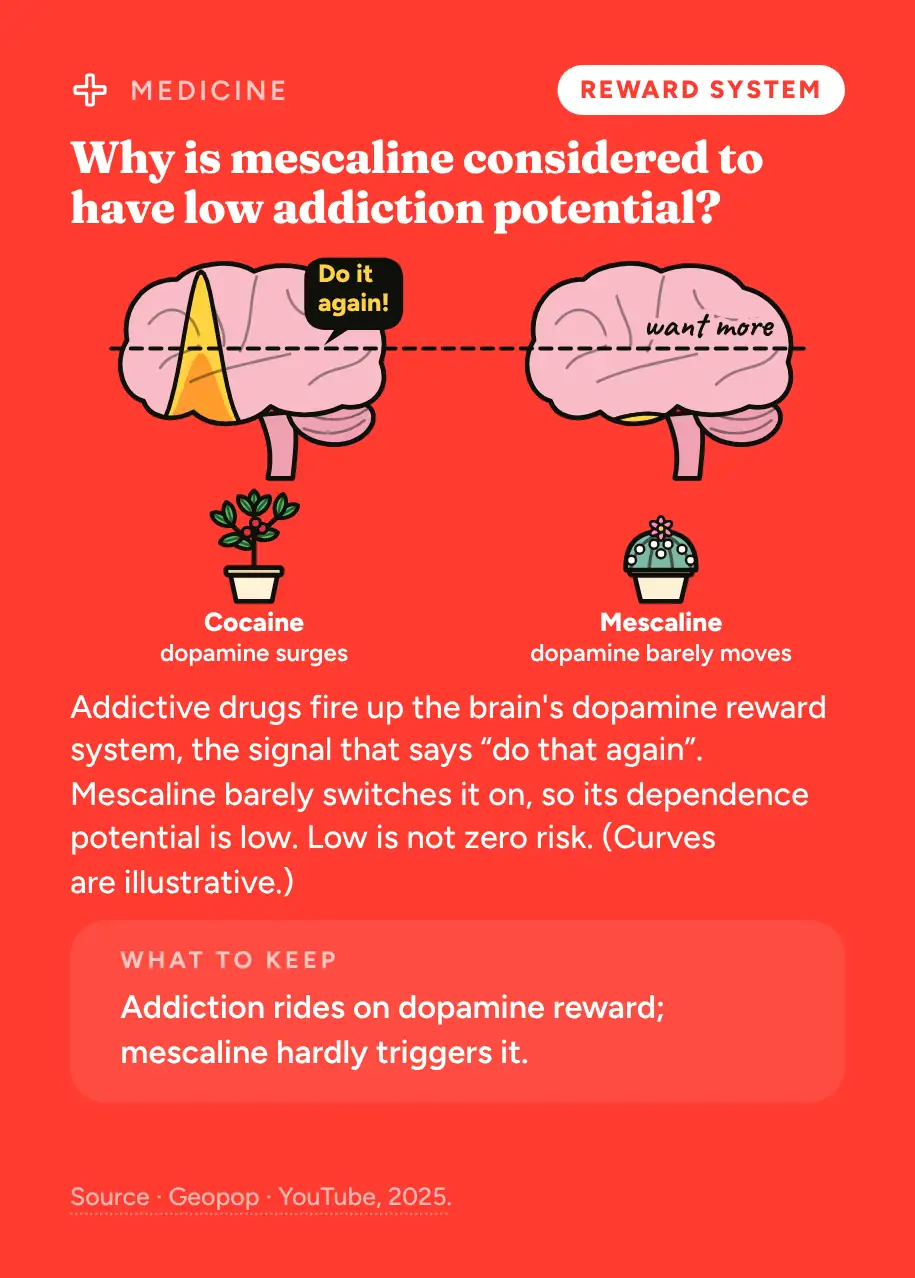 MEDICINE
REWARD SYSTEM
Why is mescaline considered to
have low addiction potential?
Do it
again!
want more
Cocaine
dopamine surges
Mescaline
dopamine barely moves
Addictive drugs fire up the brain's dopamine reward
system, the signal that says “do that again”.
Mescaline barely switches it on, so its dependence
potential is low. Low is not zero risk. (Curves
are illustrative.)
WHAT TO KEEP
Addiction rides on dopamine reward;
mescaline hardly triggers it.
Source · Geopop · YouTube, 2025.